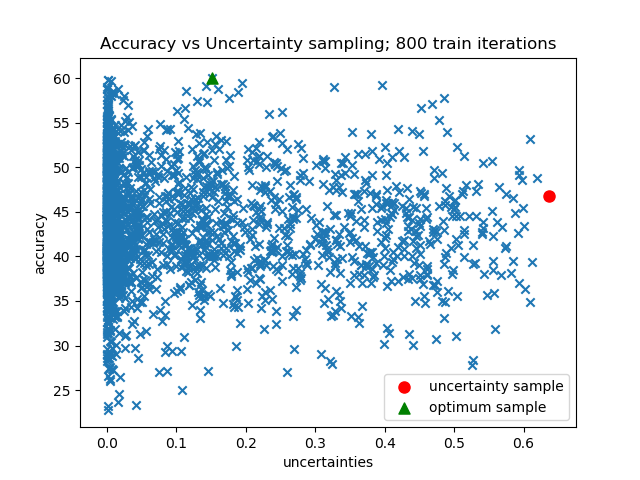 Accuracy vs Uncertainty sampling; 800 train iterations
60
55
50
45
40
35
30
25
accuracy
0.0 0.1 0.2 0.3 0.4 0.5 0.6
uncertainties
uncertainty sample
optimum sample